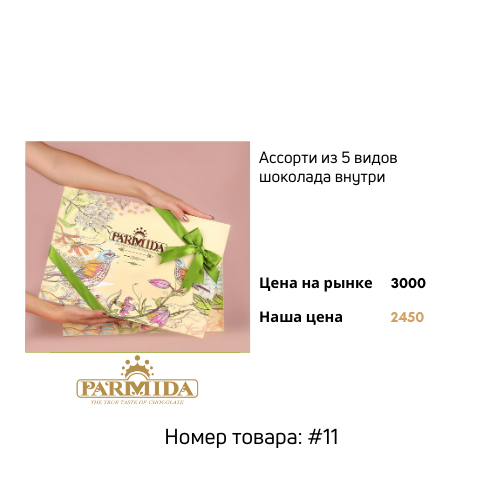 Ассорти из 5 видов
шоколада внутри
PARMIDA
Цена на рынке 3000
Наша цена 2450
PARMIDA
THE TRUE TASTE OF CHOCOLATE
Номер товара: #11